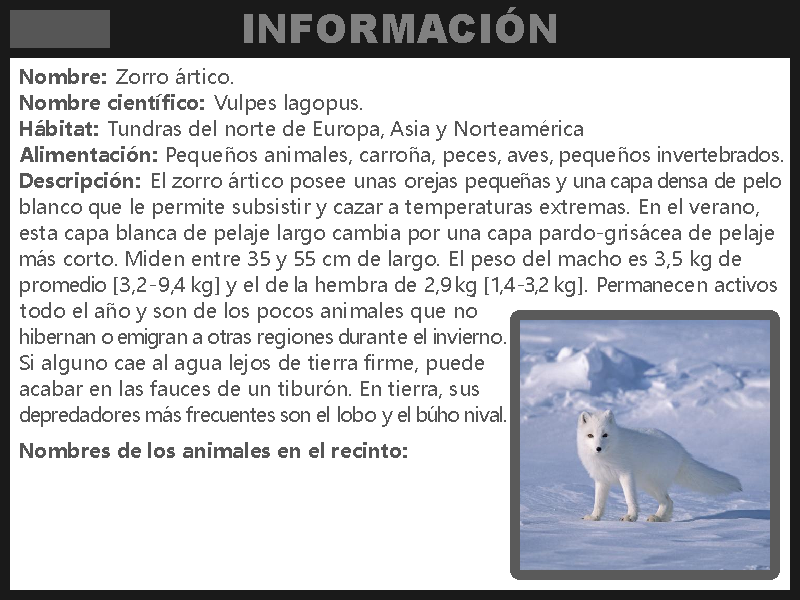 INFORMACIÓN
Nombre: Zorro ártico.
Nombre científico: Vulpes lagopus.
Hábitat: Tundras del norte de Europa, Asia y Norteamérica
Alimentación: Pequeños animales, carroña, peces, aves, pequeños invertebrados.
Descripción: El zorro ártico posee unas orejas pequeñas y una capa densa de pelo
blanco que le permite subsistir y cazar a temperaturas extremas. En el verano,
esta capa blanca de pelaje largo cambia por una capa pardo-grisácea de pelaje
más corto. Miden entre 35 y 55 cm de largo. El peso del macho es 3,5 kg de
promedio [3,2-9,4 kg] y el de la hembra de 2,9 kg [1,4-3,2 kg]. Permanecen activos
todo el año y son de los pocos animales que no
hibernan o emigran a otras regiones durante el invierno.
Si alguno cae al agua lejos de tierra firme, puede
acabar en las fauces de un tiburón. En tierra, sus
depredadores más frecuentes son el lobo y el búho nival.
Nombres de los animales en el recinto: